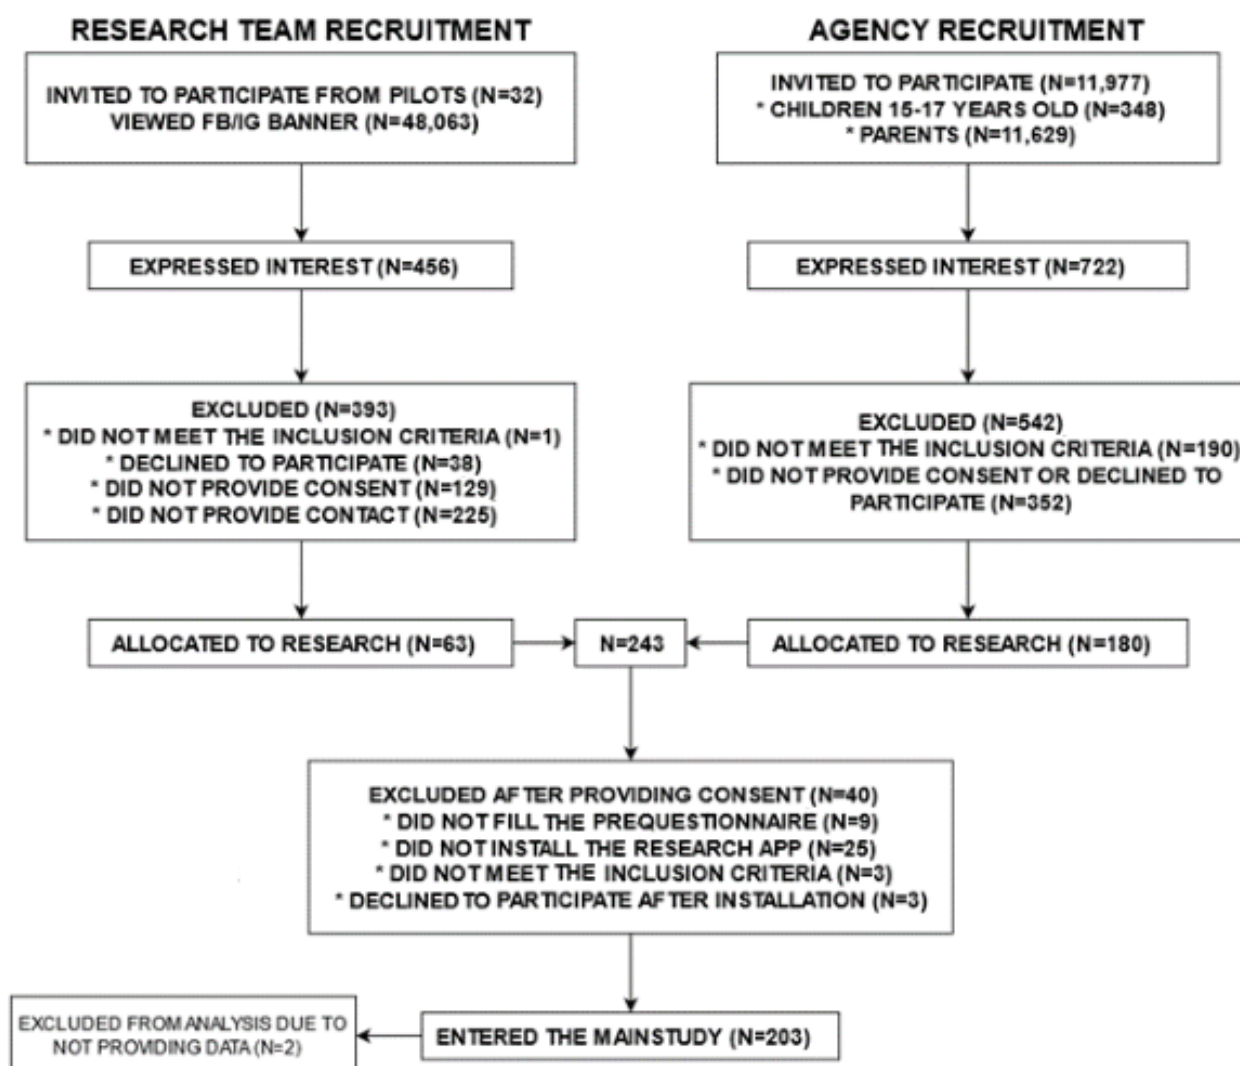 RESEARCH TEAM RECRUITMENT
INVITED TO PARTICIPATE FROM PILOTS (N=32)
VIEWED FB/IG BANNER (N=48,063)
EXPRESSED INTEREST (N=456)
EXCLUDED (N=393)
* DID NOT MEET THE INCLUSION CRITERIA (N=1)
* DECLINED TO PARTICIPATE (N=38)
* DID NOT PROVIDE CONSENT (N=129)
* DID NOT PROVIDE CONTACT (N=225)
ALLOCATED TO RESEARCH (N=63)
AGENCY RECRUITMENT
INVITED TO PARTICIPATE (N=11,977)
* CHILDREN 15-17 YEARS OLD (N=348)
* PARENTS (N=11,629)
EXPRESSED INTEREST (N=722)
EXCLUDED (N=542)
* DID NOT MEET THE INCLUSION CRITERIA (N=190)
* DID NOT PROVIDE CONSENT OR DECLINED TO
PARTICIPATE (N=352)
ALLOCATED TO RESEARCH (N=180)
N=243
EXCLUDED AFTER PROVIDING CONSENT (N=40)
* DID NOT FILL THE PREQUESTIONNAIRE (N=9)
* DID NOT INSTALL THE RESEARCH APP (N=25)
* DID NOT MEET THE INCLUSION CRITERIA (N=3)
* DECLINED TO PARTICIPATE AFTER INSTALLATION (N=3)
ENTERED THE MAINSTUDY (N=203)
EXCLUDED FROM ANALYSIS DUE TO
NOT PROVIDING DATA (N=2)